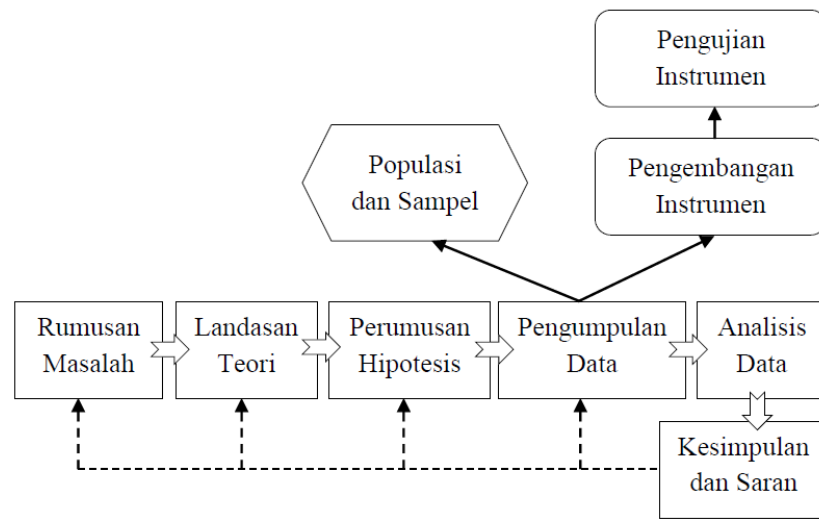 Pengujian
Instrumen
Populasi
dan Sampel
Pengembangan
Instrumen
Rumusan
Masalah
Landasan
Teori
Perumusan
Hipotesis
Pengumpulan
Data
Analisis
Data
Kesimpulan
dan Saran